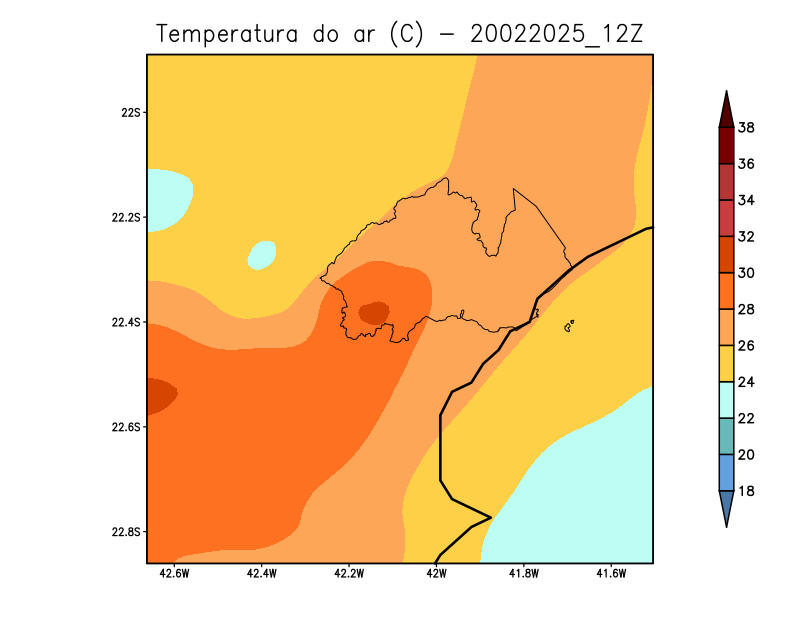 Temperatura do ar (C) - 20022025_12Z
22S
22.2S
22.4S
22.6S
22.8S
42.6W
42.4W
42.2W
42W
41.8W
41.6W
38
36
34
32
30
28
26
24
22
20
18